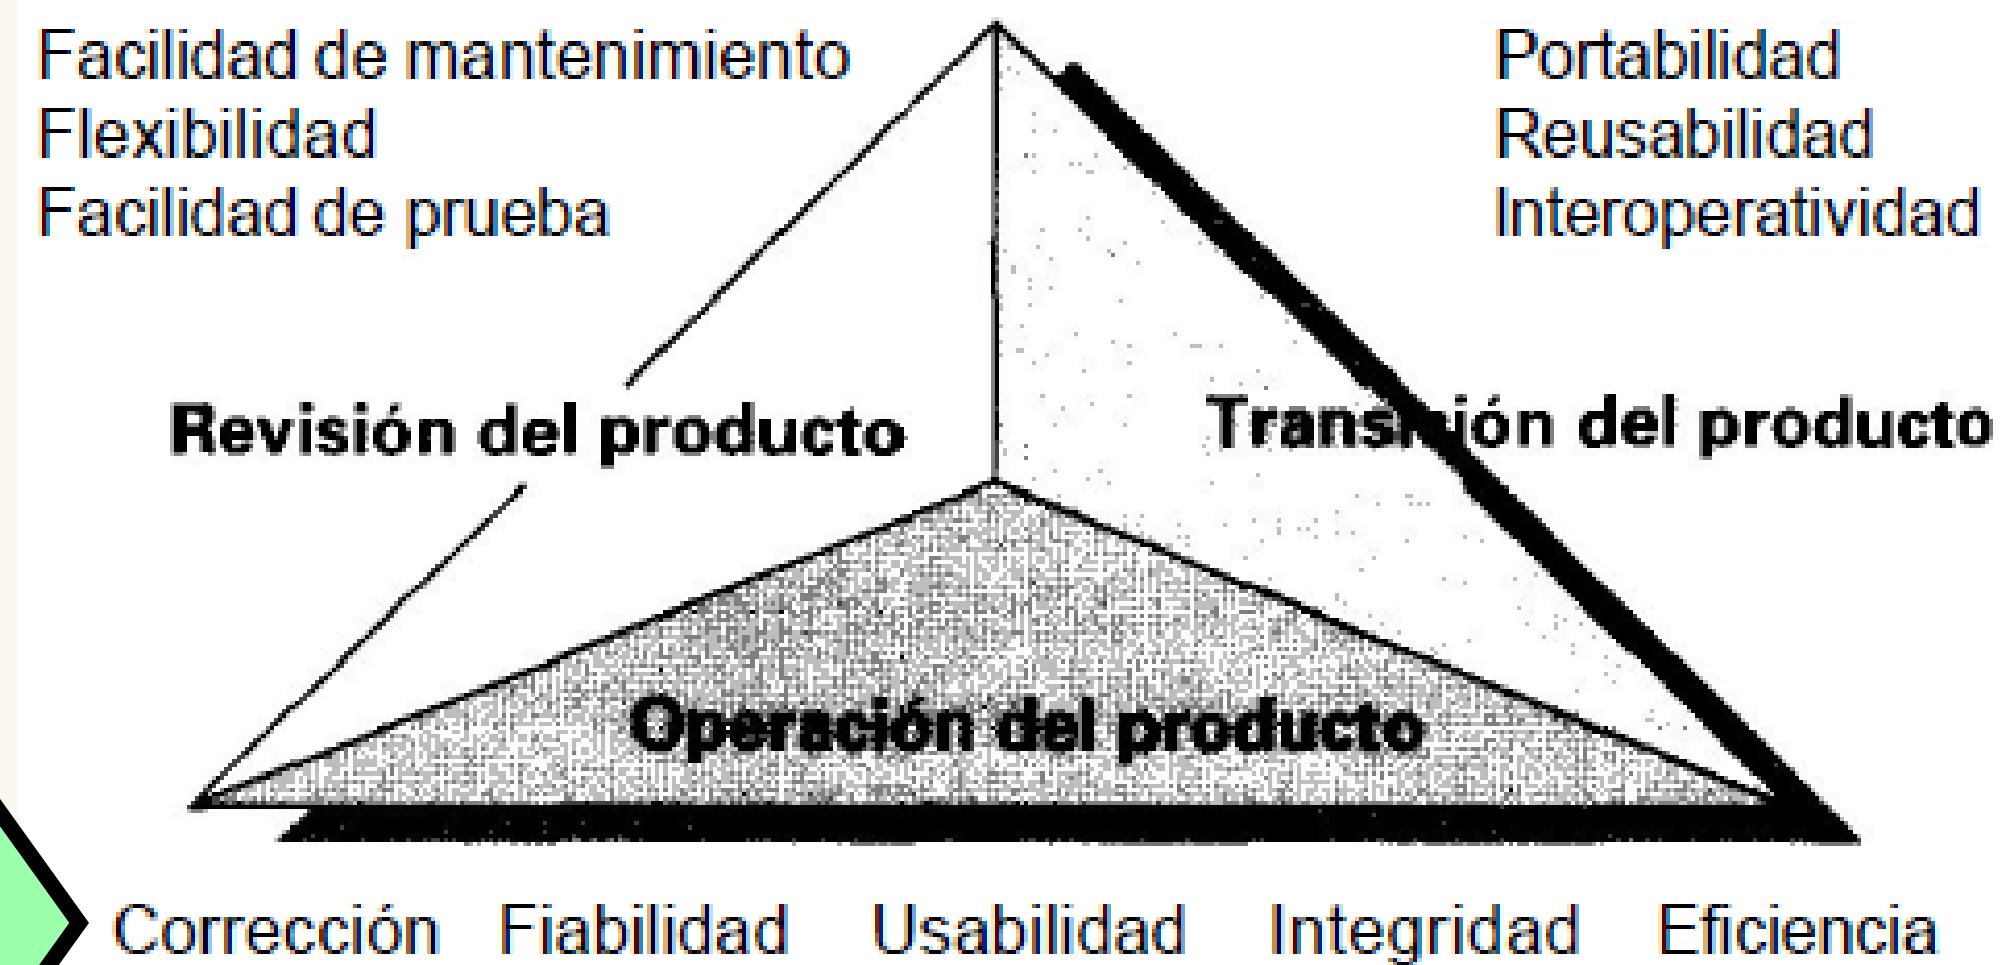 Facilidad de mantenimiento
Flexibilidad
Facilidad de prueba
Portabilidad
Reusabilidad
Interoperatividad
Revisión del producto
Transición del producto
Operación del producto
Corrección Fiabilidad Usabilidad Integridad Eficiencia